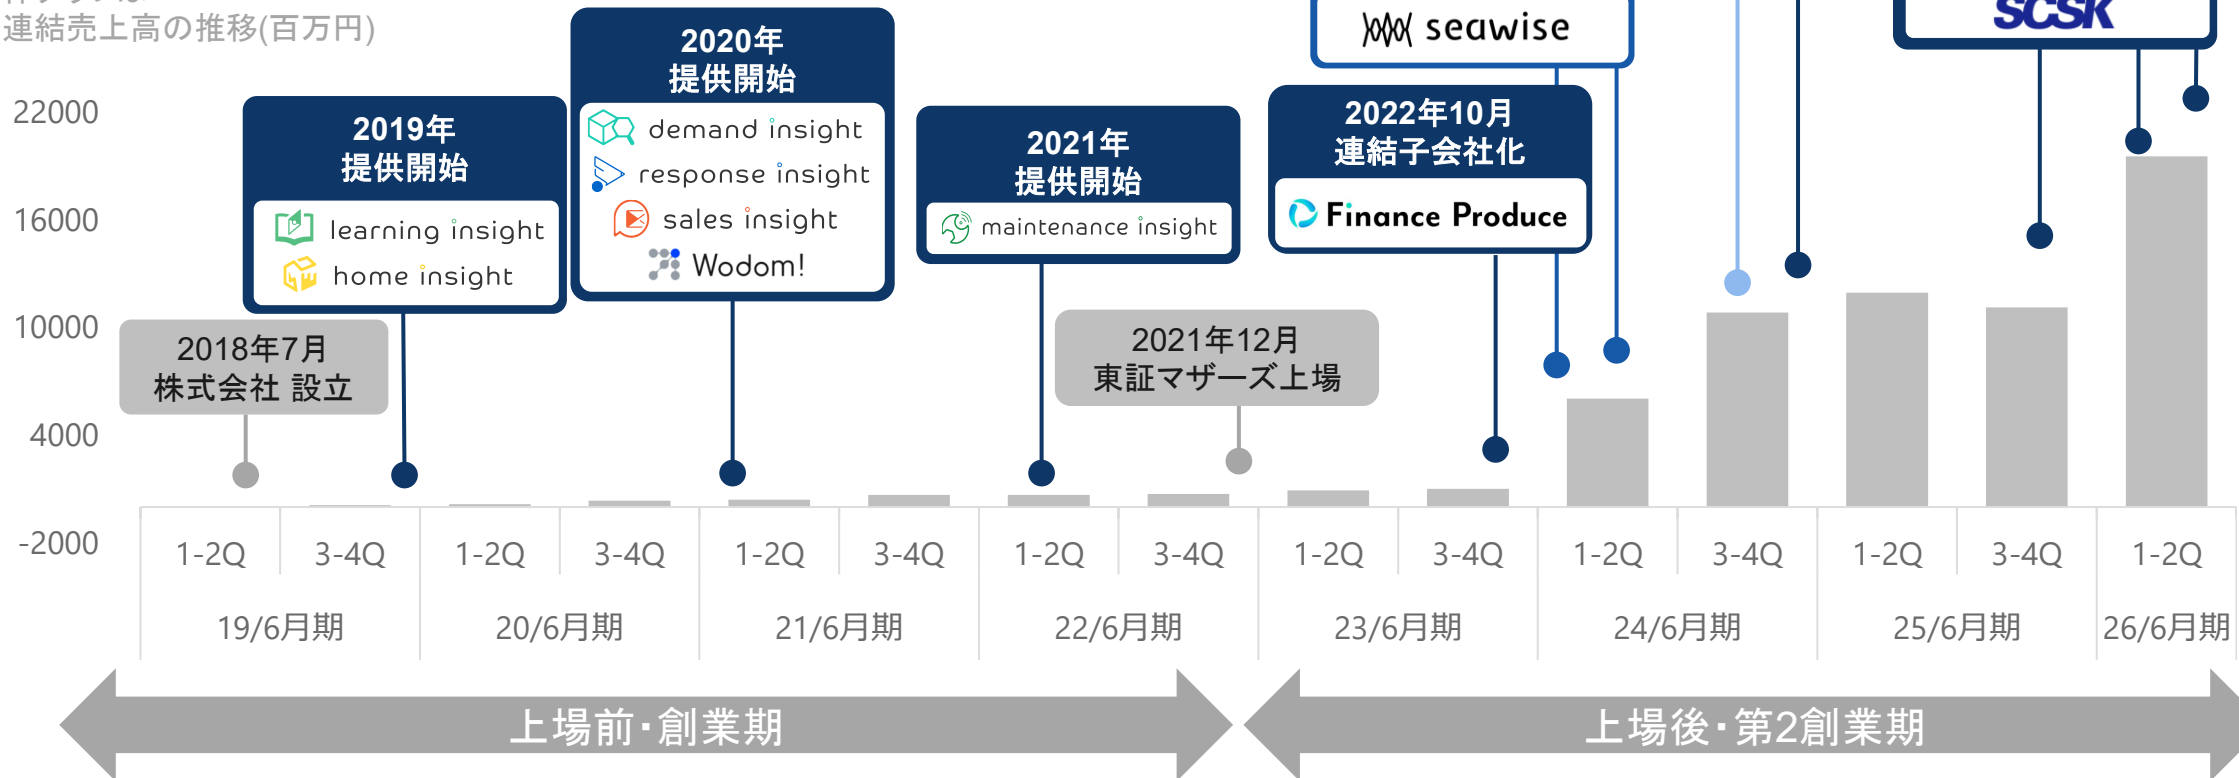 連結売上高の推移(百万円)
seawise
SCSK
2020年
提供開始
demand insight
response insight
sales insight
Wodom!
2019年
提供開始
learning insight
home insight
2021年
提供開始
maintenance insight
2022年10月
連結子会社化
Finance Produce
2018年7月
株式会社 設立
2021年12月
東証マザーズ上場
22000
16000
10000
4000
-2000
1-2Q 3-4Q 1-2Q 3-4Q 1-2Q 3-4Q 1-2Q 3-4Q 1-2Q 3-4Q 1-2Q 3-4Q 1-2Q 3-4Q 1-2Q
19/6月期 20/6月期 21/6月期 22/6月期 23/6月期 24/6月期 25/6月期 26/6月期
上場前・創業期
上場後・第2創業期